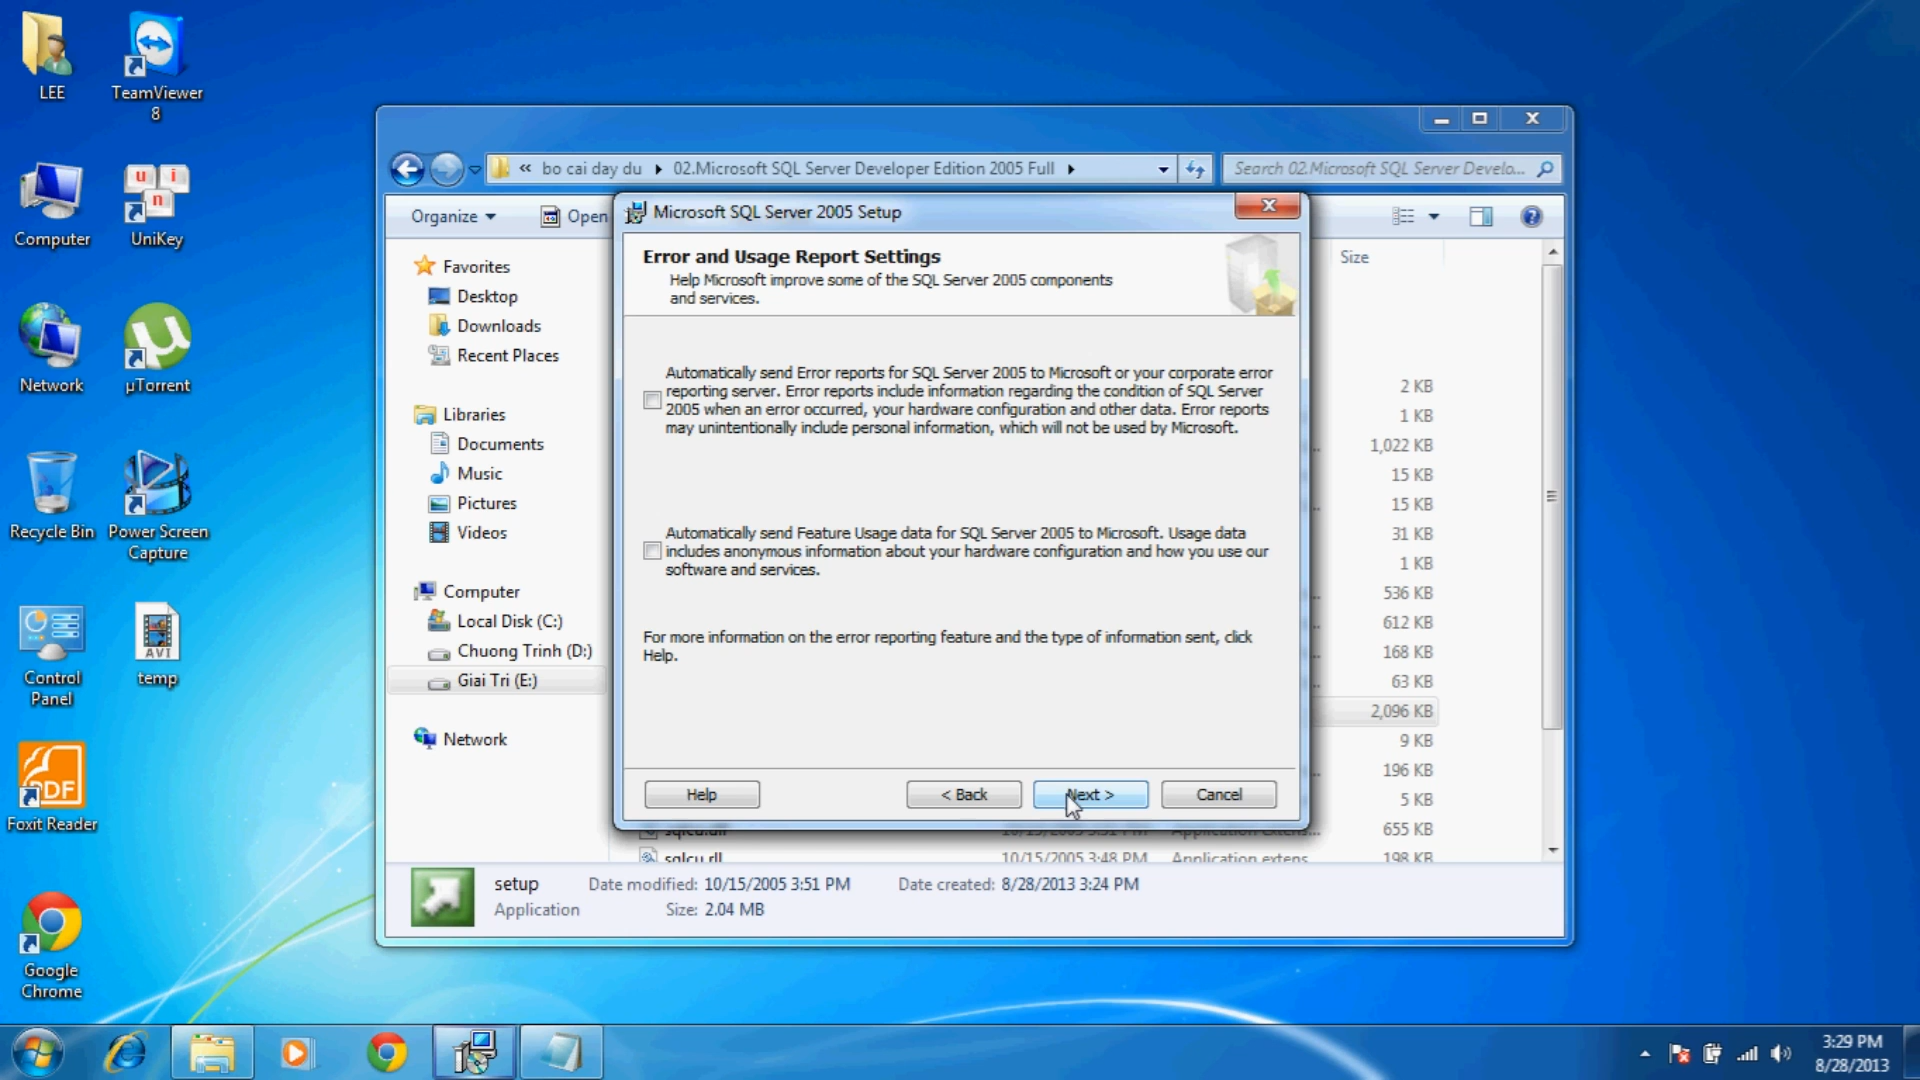 LEE
TeamViewer
8
Computer
UniKey
Network
µTorrent
Recycle Bin
Power Screen
Capture
Control
Panel
AVI
temp
PDF
Foxit Reader
Google
Chrome
« bo cai day du ▸ 02.Microsoft SQL Server Developer Edition 2005 Full ▸
Search 02.Microsoft SQL Server Develo...
Organize
Open
Favorites
Desktop
Downloads
Recent Places
Libraries
Documents
Music
Pictures
Videos
Computer
Local Disk (C:)
Chuong Trinh (D:)
Giai Tri (E:)
Network
Microsoft SQL Server 2005 Setup
Error and Usage Report Settings
Help Microsoft improve some of the SQL Server 2005 components
and services.
Automatically send Error reports for SQL Server 2005 to Microsoft or your corporate error
reporting server. Error reports include information regarding the condition of SQL Server
2005 when an error occurred, your hardware configuration and other data. Error reports
may unintentionally include personal information, which will not be used by Microsoft.
Automatically send Feature Usage data for SQL Server 2005 to Microsoft. Usage data
includes anonymous information about your hardware configuration and how you use our
software and services.
For more information on the error reporting feature and the type of information sent, click
Help.
Help
< Back
Next >
Cancel
Size
2 KB
1 KB
1,022 KB
15 KB
15 KB
31 KB
1 KB
536 KB
612 KB
168 KB
63 KB
2,096 KB
9 KB
196 KB
5 KB
655 KB
sqlcu.rll 10/15/2005 3:48 PM Application extens... 198 KB
setup Date modified: 10/15/2005 3:51 PM Date created: 8/28/2013 3:24 PM
Application Size: 2.04 MB
3:29 PM
8/28/2013